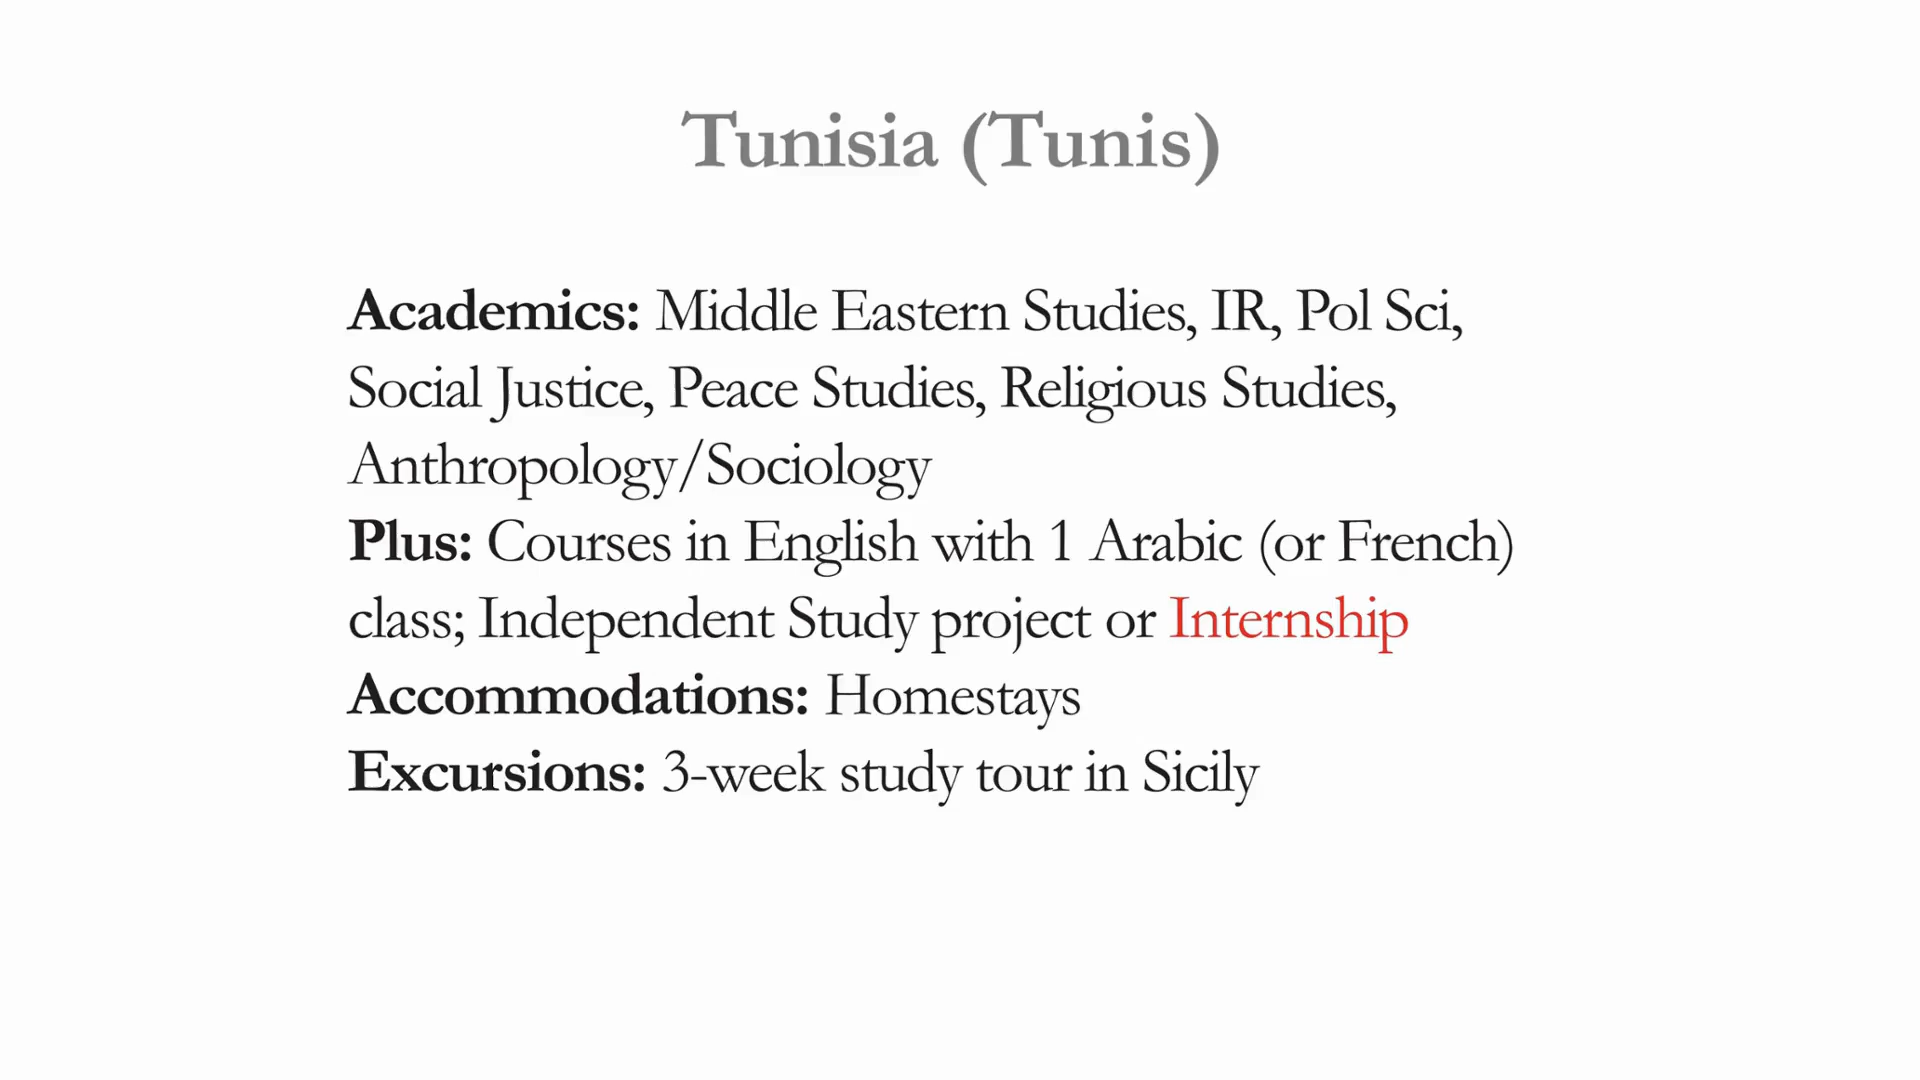 Tunisia (Tunis)
Academics: Middle Eastern Studies, IR, Pol Sci,
Social Justice, Peace Studies, Religious Studies,
Anthropology/Sociology
Plus: Courses in English with 1 Arabic (or French)
class; Independent Study project or Internship
Accommodations: Homestays
Excursions: 3-week study tour in Sicily